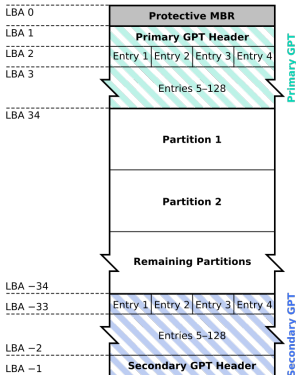 LBA 0
Protective MBR
LBA 1
Primary GPT Header
LBA 2
Entry 1 Entry 2 Entry 3 Entry 4
LBA 3
Entries 5–128
Primary GPT
LBA 34
Partition 1
Partition 2
Remaining Partitions
LBA −34
Entry 1 Entry 2 Entry 3 Entry 4
LBA −33
Entries 5–128
LBA −2
Secondary GPT Header
LBA −1
Secondary GPT